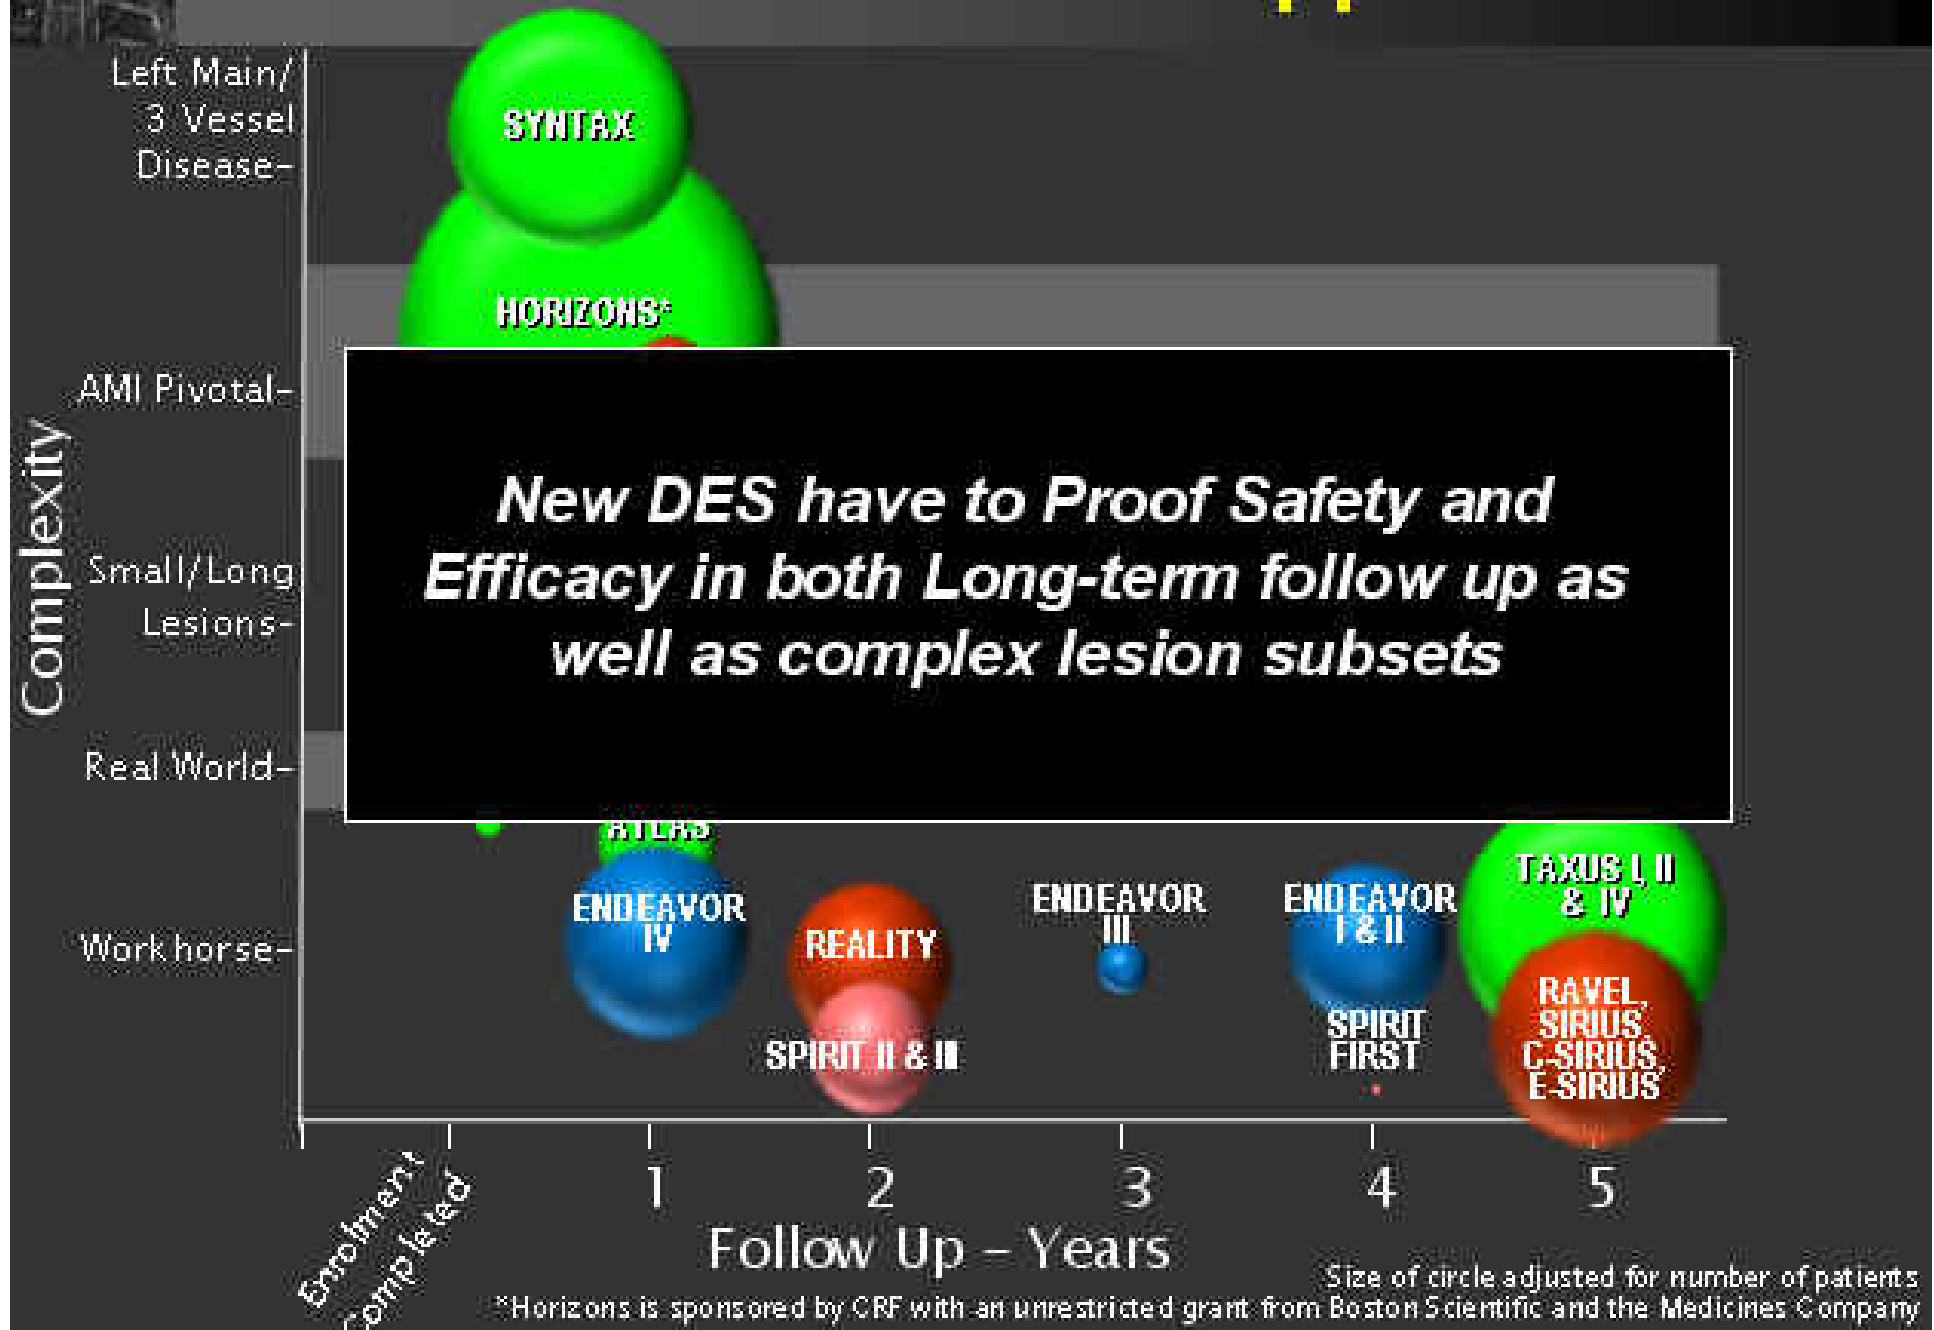 Left Main/
3 Vessel
Disease-
SYNTAX
HORIZONS*
AMI Pivotal-
Complexity
New DES have to Proof Safety and
Efficacy in both Long-term follow up as
well as complex lesion subsets
Small/Long
Lesions-
Real World-
ATLAS
Work horse-
ENDEAVOR
IV
REALITY
SPIRIT II & III
ENDEAVOR
III
ENDEAVOR
I & II
SPIRIT
FIRST
TAXUS I, II
& IV
RAVEL,
SIRIUS,
C-SIRIUS,
E-SIRIUS
Enrolment
Completed
1 2 3 4 5
Follow Up – Years
Size of circle adjusted for number of patients
*Horizons is sponsored by CRF with an unrestricted grant from Boston Scientific and the Medicines Company